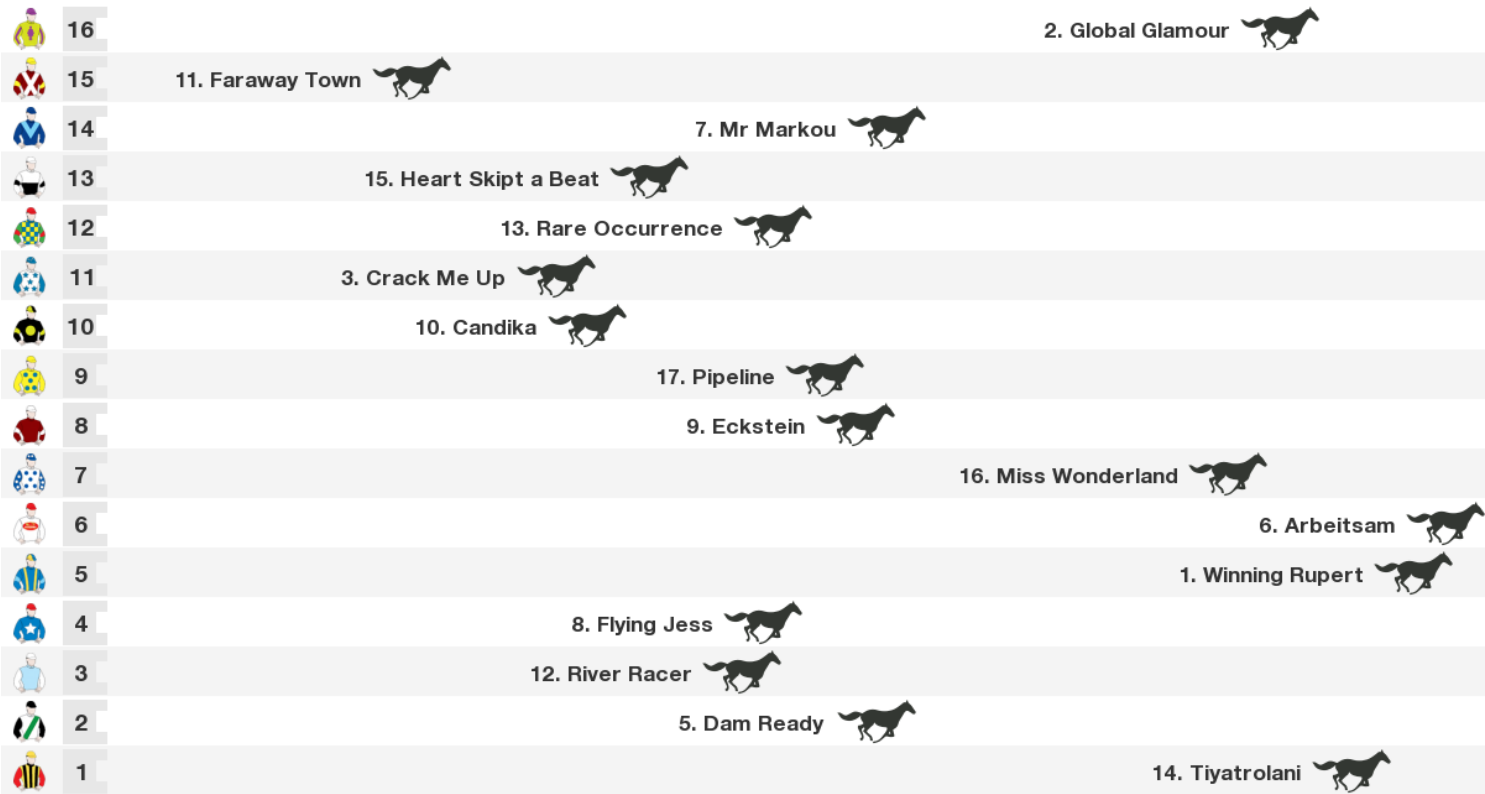 16 2. Global Glamour
15 11. Faraway Town
14 7. Mr Markou
13 15. Heart Skipt a Beat
12 13. Rare Occurrence
11 3. Crack Me Up
10 10. Candika
9 17. Pipeline
8 9. Eckstein
7 16. Miss Wonderland
6 6. Arbeitsam
5 1. Winning Rupert
4 8. Flying Jess
3 12. River Racer
2 5. Dam Ready
1 14. Tiyatrolani